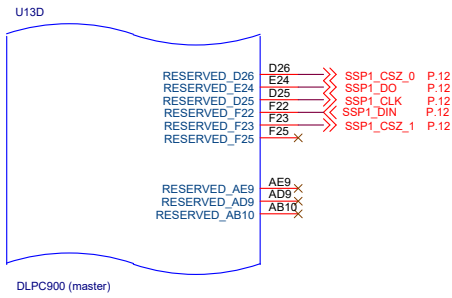 U13D
RESERVED_D26 D26 SSP1_CSZ_0 P.12
RESERVED_E24 E24 SSP1_DO P.12
RESERVED_D25 D25 SSP1_CLK P.12
RESERVED_F22 F22 SSP1_DIN P.12
RESERVED_F23 F23 SSP1_CSZ_1 P.12
RESERVED_F25 F25
RESERVED_AE9 AE9
RESERVED_AD9 AD9
RESERVED_AB10 AB10
DLPC900 (master)